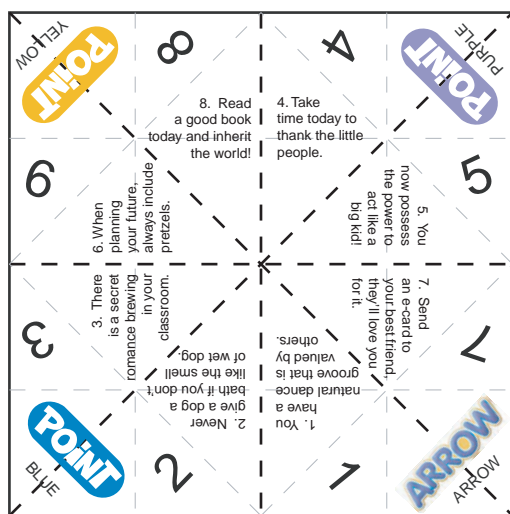 YELLOW
POiNT
8
4
PURPLE
POiNT
8. Read
a good book
today and inherit
the world!
4. Take
time today to
thank the little
people.
6
5
6. When
planning
your future,
always include
pretzels.
5. You
now possess
the power to
act like a
big kid!
3. There
is a secret
romance brewing
in your
classroom.
7. Send
an e-card to
your best friend,
they'll love you
for it.
3
7
2. Never
give a dog a
bath if you don't
like the smell
of wet dog.
1. You
have a
natural dance
groove that is
valued by
others.
POiNT
BLUE
2
1
ARROW
ARROW